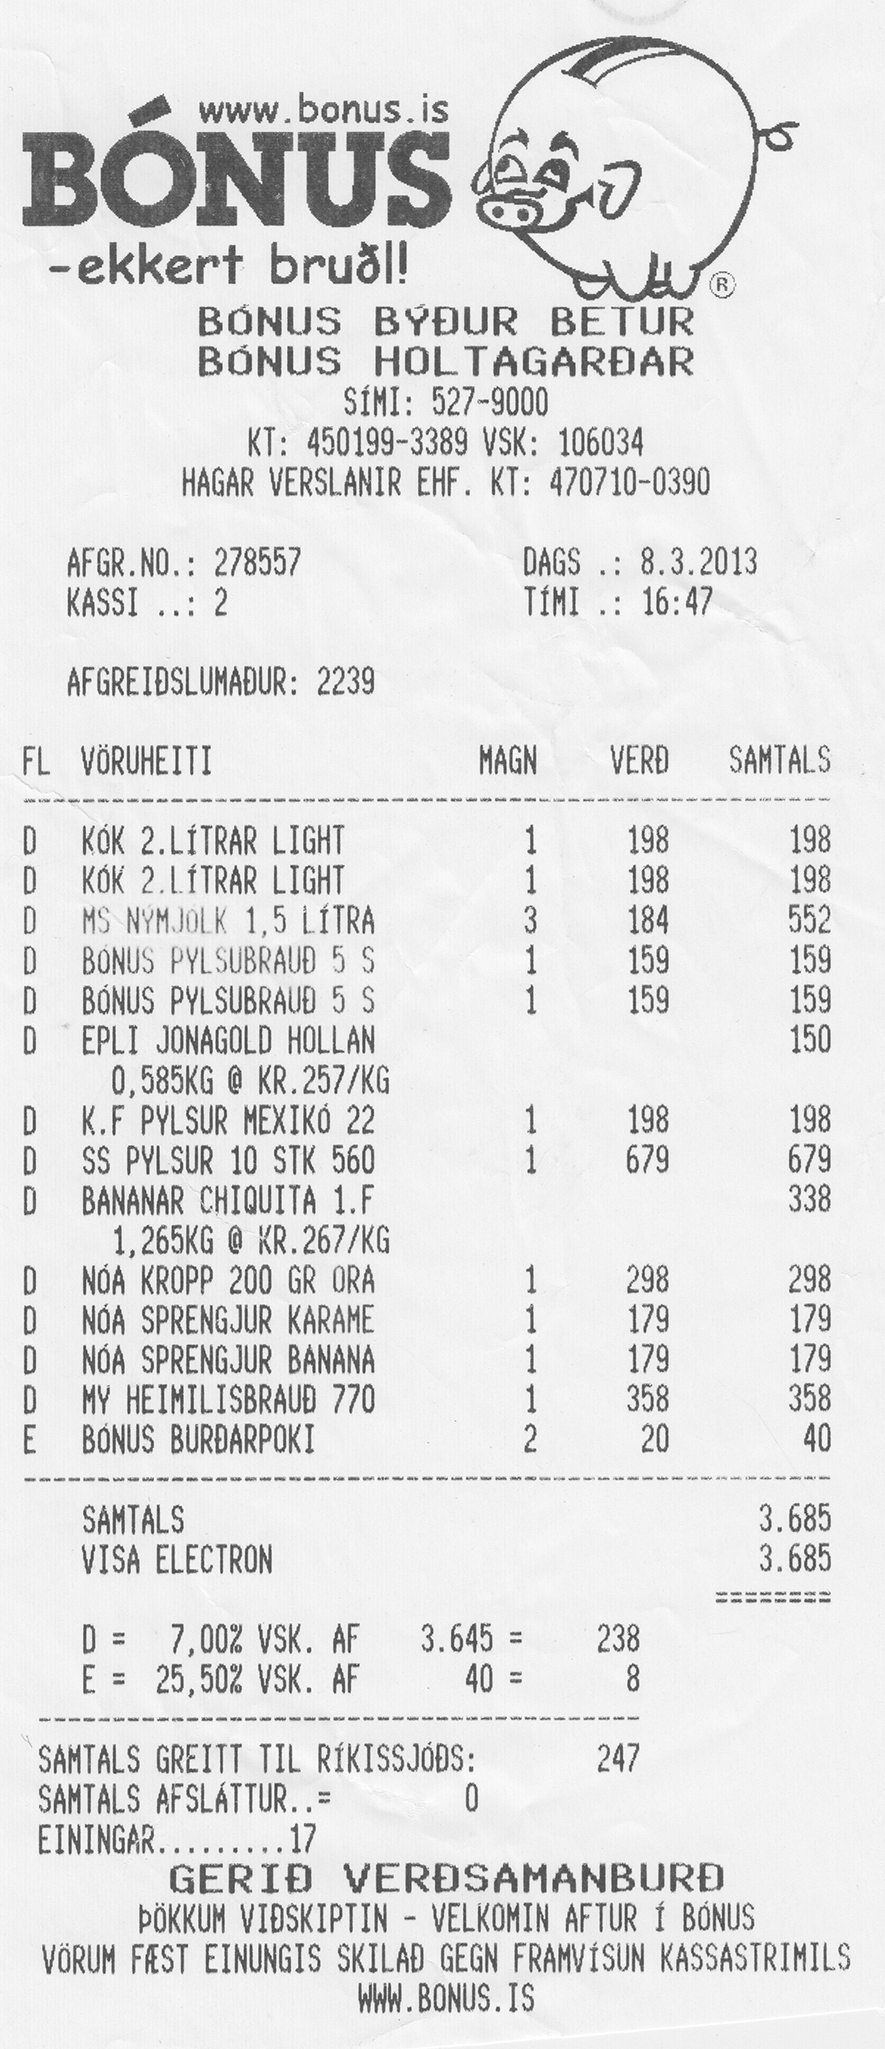 www.bonus.is
BÓNUS
-ekkert bruðl!
®
BÓNUS BÝÐUR BETUR
BÓNUS HOLTAGARÐAR
SÍMI: 527-9000
KT: 450199-3389 VSK: 106034
HAGAR VERSLANIR EHF. KT: 470710-0390
AFGR.NO.: 278557 DAGS .: 8.3.2013
KASSI ..: 2 TÍMI .: 16:47
AFGREIÐSLUMAÐUR: 2239
FL VÖRUHEITI MAGN VERÐ SAMTALS
D KÓK 2.LÍTRAR LIGHT 1 198 198
D KÓK 2.LÍTRAR LIGHT 1 198 198
D MS NÝMJÓLK 1,5 LÍTRA 3 184 552
D BÓNUS PYLSUBRAUÐ 5 S 1 159 159
D BÓNUS PYLSUBRAUÐ 5 S 1 159 159
D EPLI JONAGOLD HOLLAN 150
0,585KG @ KR.257/KG
D K.F PYLSUR MEXIKÓ 22 1 198 198
D SS PYLSUR 10 STK 560 1 679 679
D BANANAR CHIQUITA 1.F 338
1,265KG @ KR.267/KG
D NÓA KROPP 200 GR ORA 1 298 298
D NÓA SPRENGJUR KARAME 1 179 179
D NÓA SPRENGJUR BANANA 1 179 179
D MY HEIMILISBRAUÐ 770 1 358 358
E BÓNUS BURÐARPOKI 2 20 40
SAMTALS 3.685
VISA ELECTRON 3.685
========
D = 7,00% VSK. AF 3.645 = 238
E = 25,50% VSK. AF 40 = 8
SAMTALS GREITT TIL RÍKISSJÓÐS: 247
SAMTALS AFSLÁTTUR..= 0
EININGAR.........17
GERIÐ VERÐSAMANBURÐ
ÞÖKKUM VIÐSKIPTIN - VELKOMIN AFTUR Í BÓNUS
VÖRUM FÆST EINUNGIS SKILAÐ GEGN FRAMVÍSUN KASSASTRIMILS
WWW.BONUS.IS